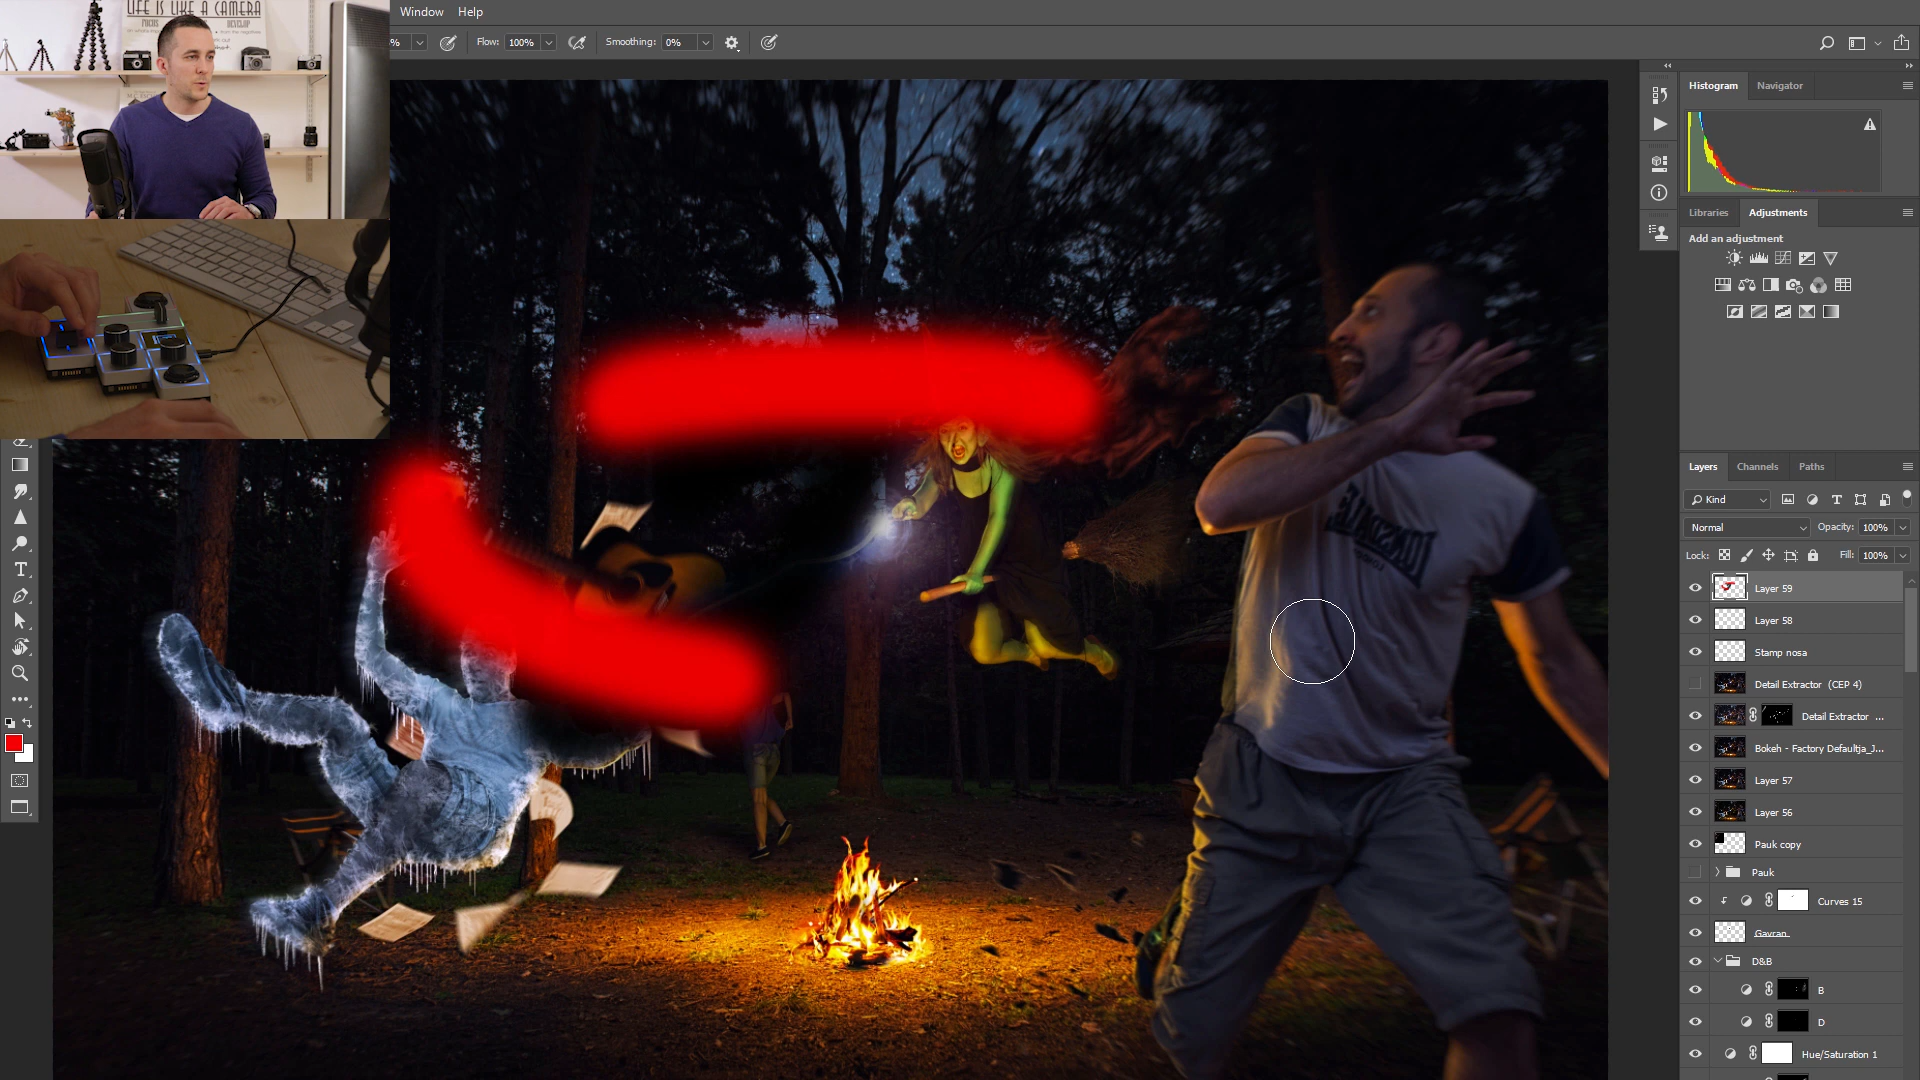 LIFE IS LIKE A CAMERA
FOCUS
DEVELOP
Window Help
% Flow: 100% Smoothing: 0%
Histogram Navigator
Libraries Adjustments
Add an adjustment
Layers Channels Paths
Kind
Normal Opacity: 100%
Lock: Fill: 100%
Layer 59
Layer 58
Stamp nosa
Detail Extractor (CEP 4)
Detail Extractor ...
Bokeh - Factory Defaultja_J...
Layer 57
Layer 56
Pauk copy
Pauk
Curves 15
Gavran
D&B
B
D
Hue/Saturation 1